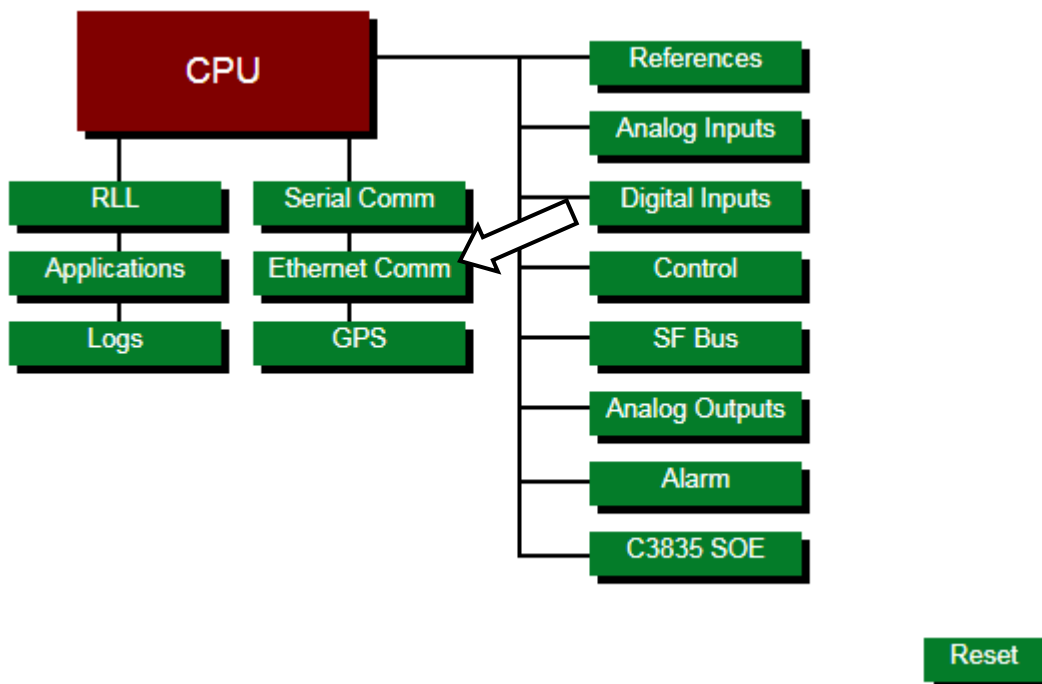 CPU
RLL
Applications
Logs
Serial Comm
Ethernet Comm
GPS
References
Analog Inputs
Digital Inputs
Control
SF Bus
Analog Outputs
Alarm
C3835 SOE
Reset